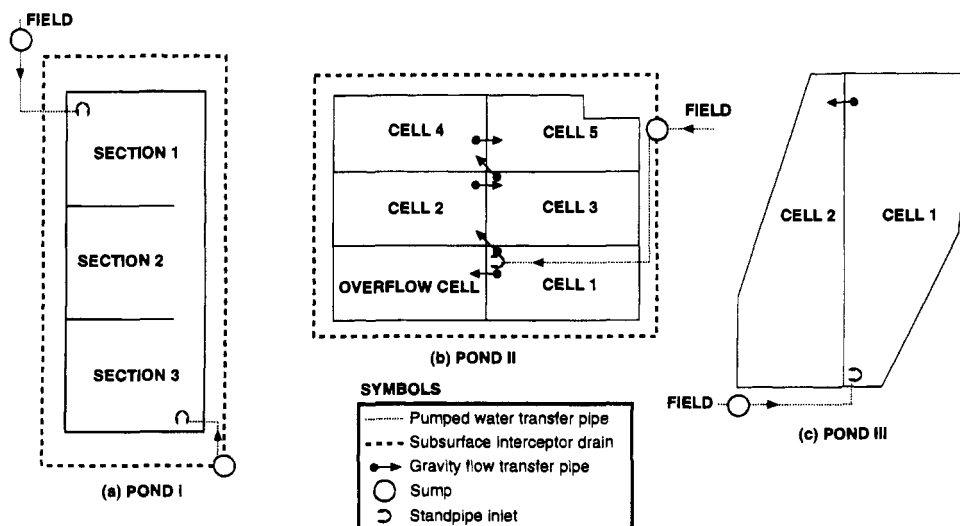 FIELD
SECTION 1
SECTION 2
SECTION 3
(a) POND I
CELL 4
CELL 5
CELL 2
CELL 3
OVERFLOW CELL
CELL 1
FIELD
(b) POND II
CELL 2
CELL 1
FIELD
(c) POND III
SYMBOLS
Pumped water transfer pipe
Subsurface interceptor drain
Gravity flow transfer pipe
Sump
Standpipe inlet